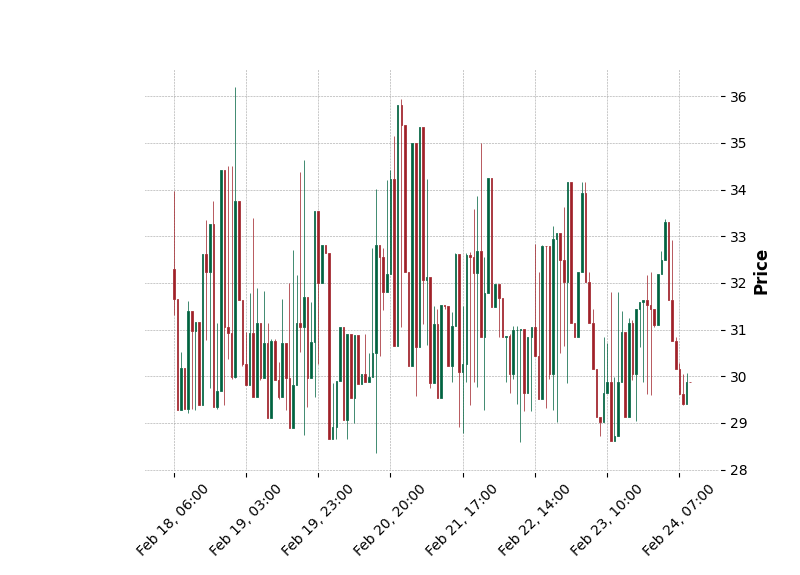 36
35
34
33
32
31
30
29
28
Price
Feb 18, 06:00
Feb 19, 03:00
Feb 19, 23:00
Feb 20, 20:00
Feb 21, 17:00
Feb 22, 14:00
Feb 23, 10:00
Feb 24, 07:00